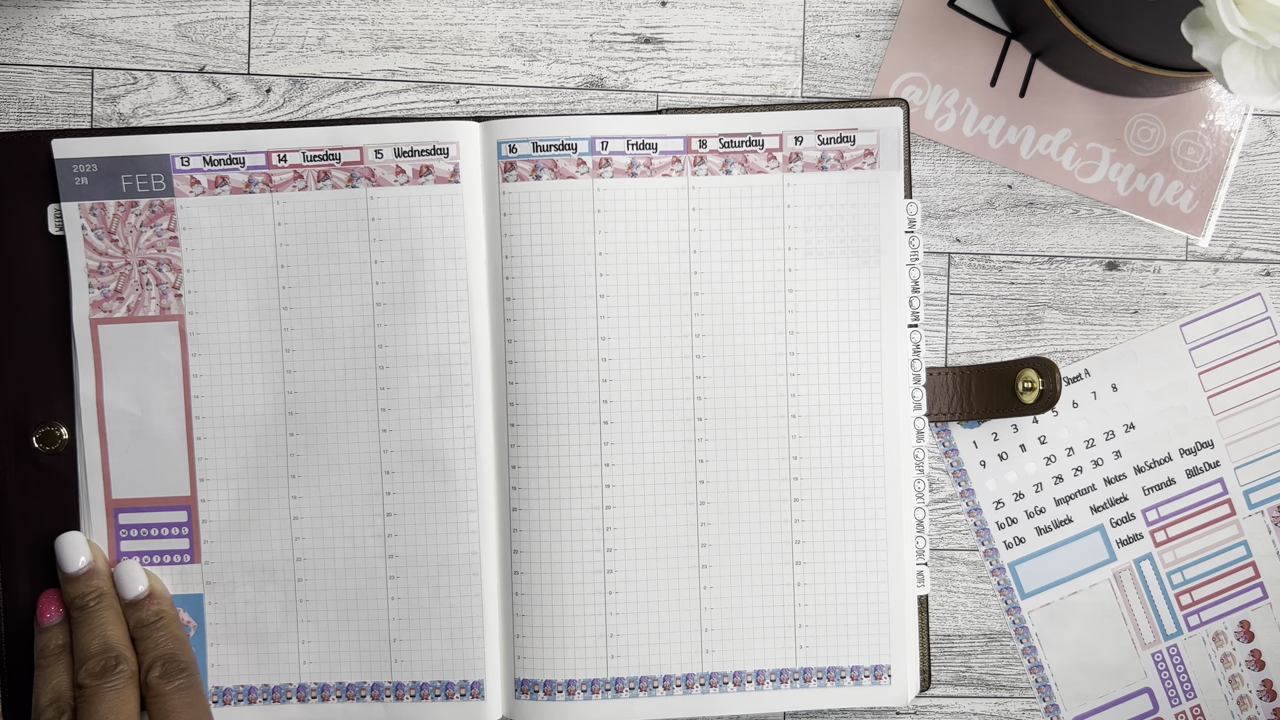 2023
2月
FEB
13 Monday
14 Tuesday
15 Wednesday
16 Thursday
17 Friday
18 Saturday
19 Sunday
@BrandiJanei
JAN
FEB
MAR
APR
MAY
JUN
JUL
AUG
SEPT
OCT
NOV
DEC
NOTES
Sheet A
1 2 3 4 5 6 7 8
9 10 11 12
20 21 22 23 24
25 26 27 28 29 30 31
To Do To Go Important Notes No School Pay Day
To Do This Week Next Week Errands Bills Due
Goals
Habits
M T W T F S S
M T W T F S S